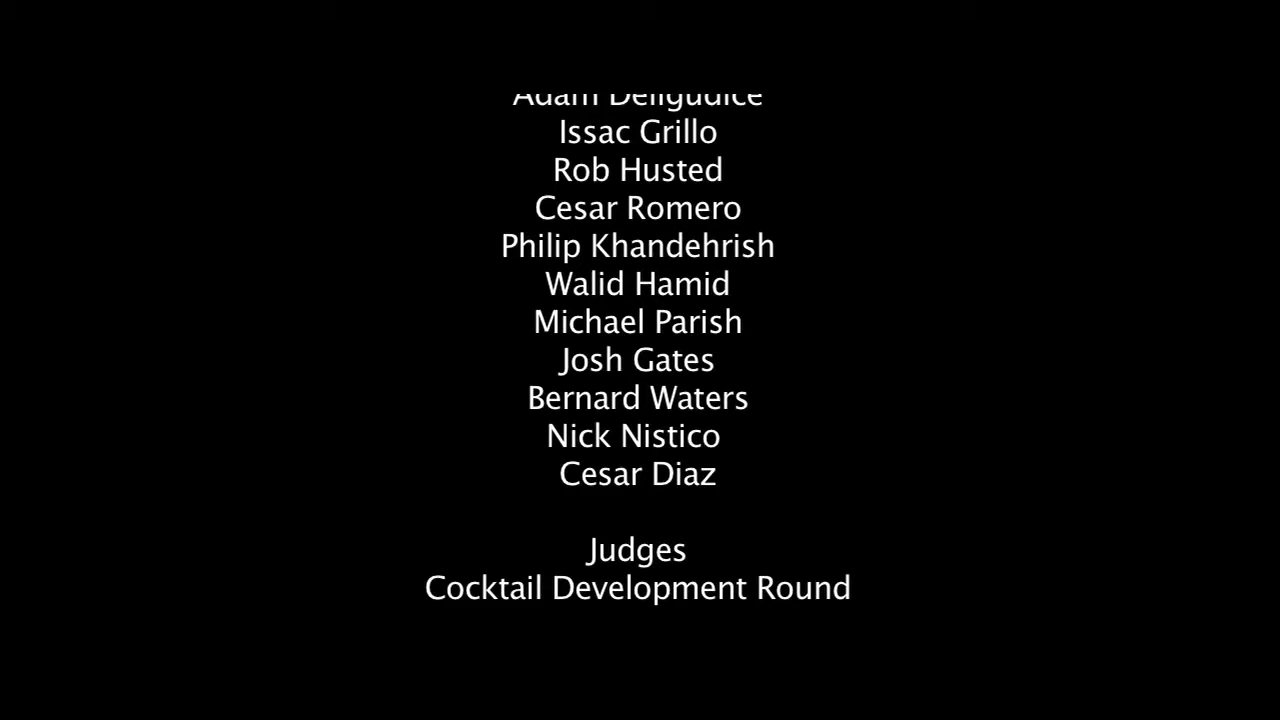 Adam
Issac Grillo
Rob Husted
Cesar Romero
Philip Khandehrish
Walid Hamid
Michael Parish
Josh Gates
Bernard Waters
Nick Nistico
Cesar Diaz
Judges
Cocktail Development Round